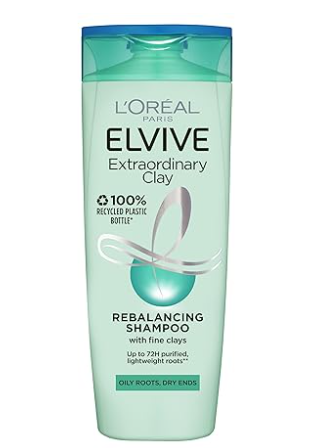 L'ORÉAL
PARIS
ELVIVE
Extraordinary
Clay
100%
RECYCLED PLASTIC
BOTTLE*
REBALANCING
SHAMPOO
with fine clays
Up to 72H purified,
lightweight roots**
OILY ROOTS, DRY ENDS